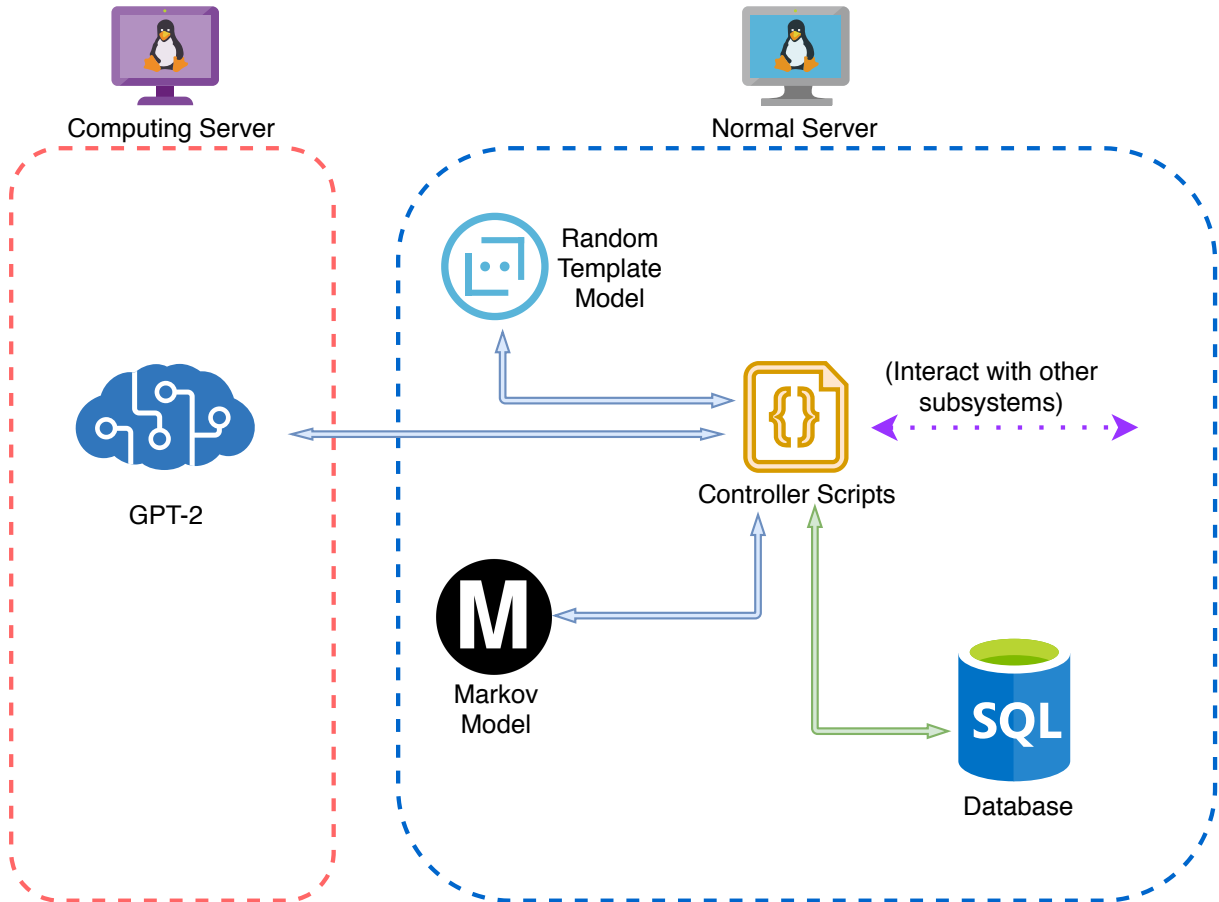 Computing Server
Normal Server
Random
Template
Model
(Interact with other
subsystems)
{}
Controller Scripts
GPT-2
M
Markov
Model
SQL
Database